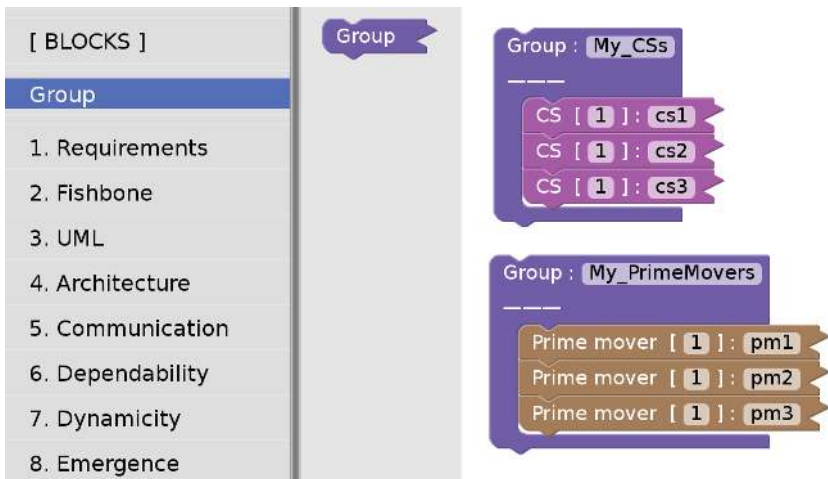 [ BLOCKS ]
Group
1. Requirements
2. Fishbone
3. UML
4. Architecture
5. Communication
6. Dependability
7. Dynamicity
8. Emergence
Group
Group : My_CSs
———
CS [ 1 ] : cs1
CS [ 1 ] : cs2
CS [ 1 ] : cs3
Group : My_PrimeMovers
———
Prime mover [ 1 ] : pm1
Prime mover [ 1 ] : pm2
Prime mover [ 1 ] : pm3